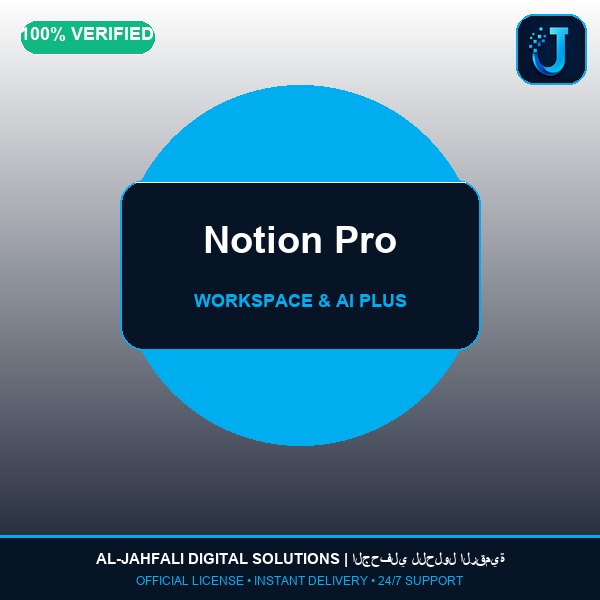 100% VERIFIED
Notion Pro
WORKSPACE & AI PLUS
AL-JAHFALI DIGITAL SOLUTIONS | الجحفلي للحلول الرقمية
OFFICIAL LICENSE • INSTANT DELIVERY • 24/7 SUPPORT